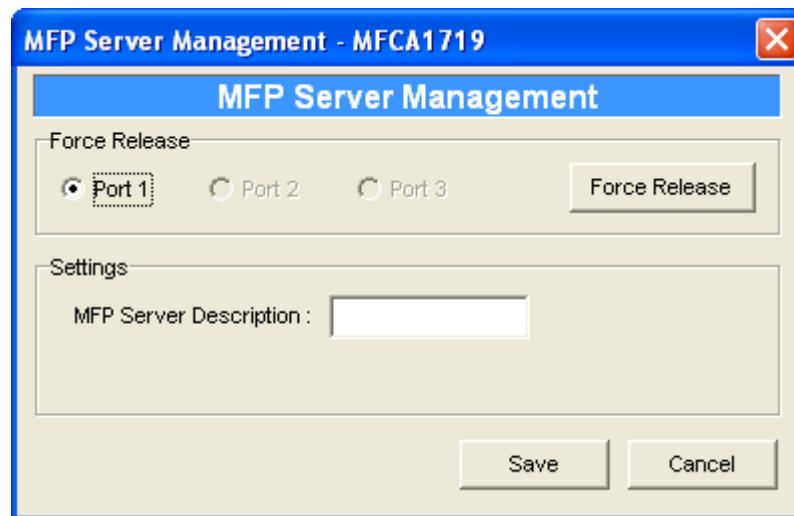 MFP Server Management - MFCA1719
MFP Server Management
Force Release
Port 1 Port 2 Port 3 Force Release
Settings
MFP Server Description :
Save Cancel